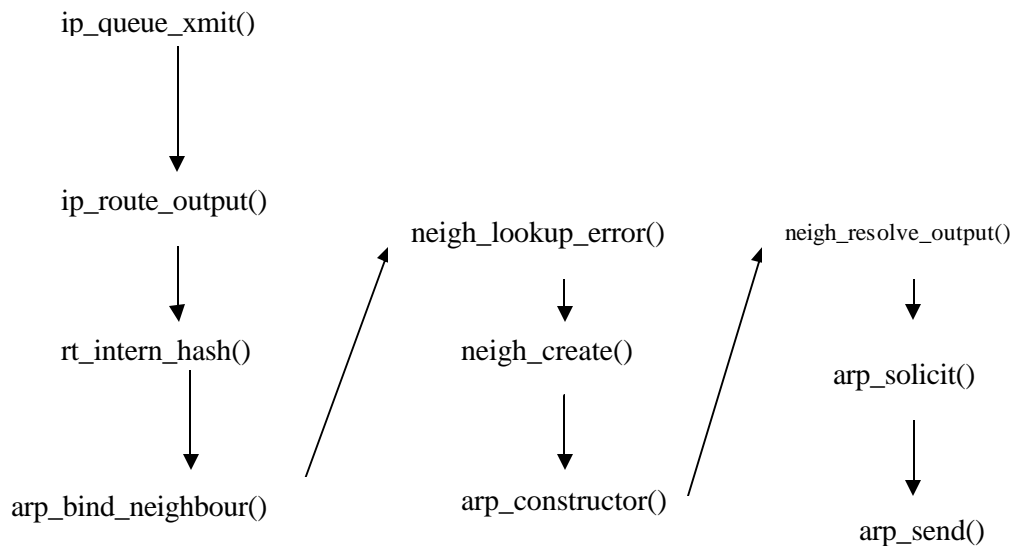 ip_queue_xmit()
ip_route_output()
rt_intern_hash()
arp_bind_neighbour()
neigh_lookup_error()
neigh_create()
arp_constructor()
neigh_resolve_output()
arp_solicit()
arp_send()